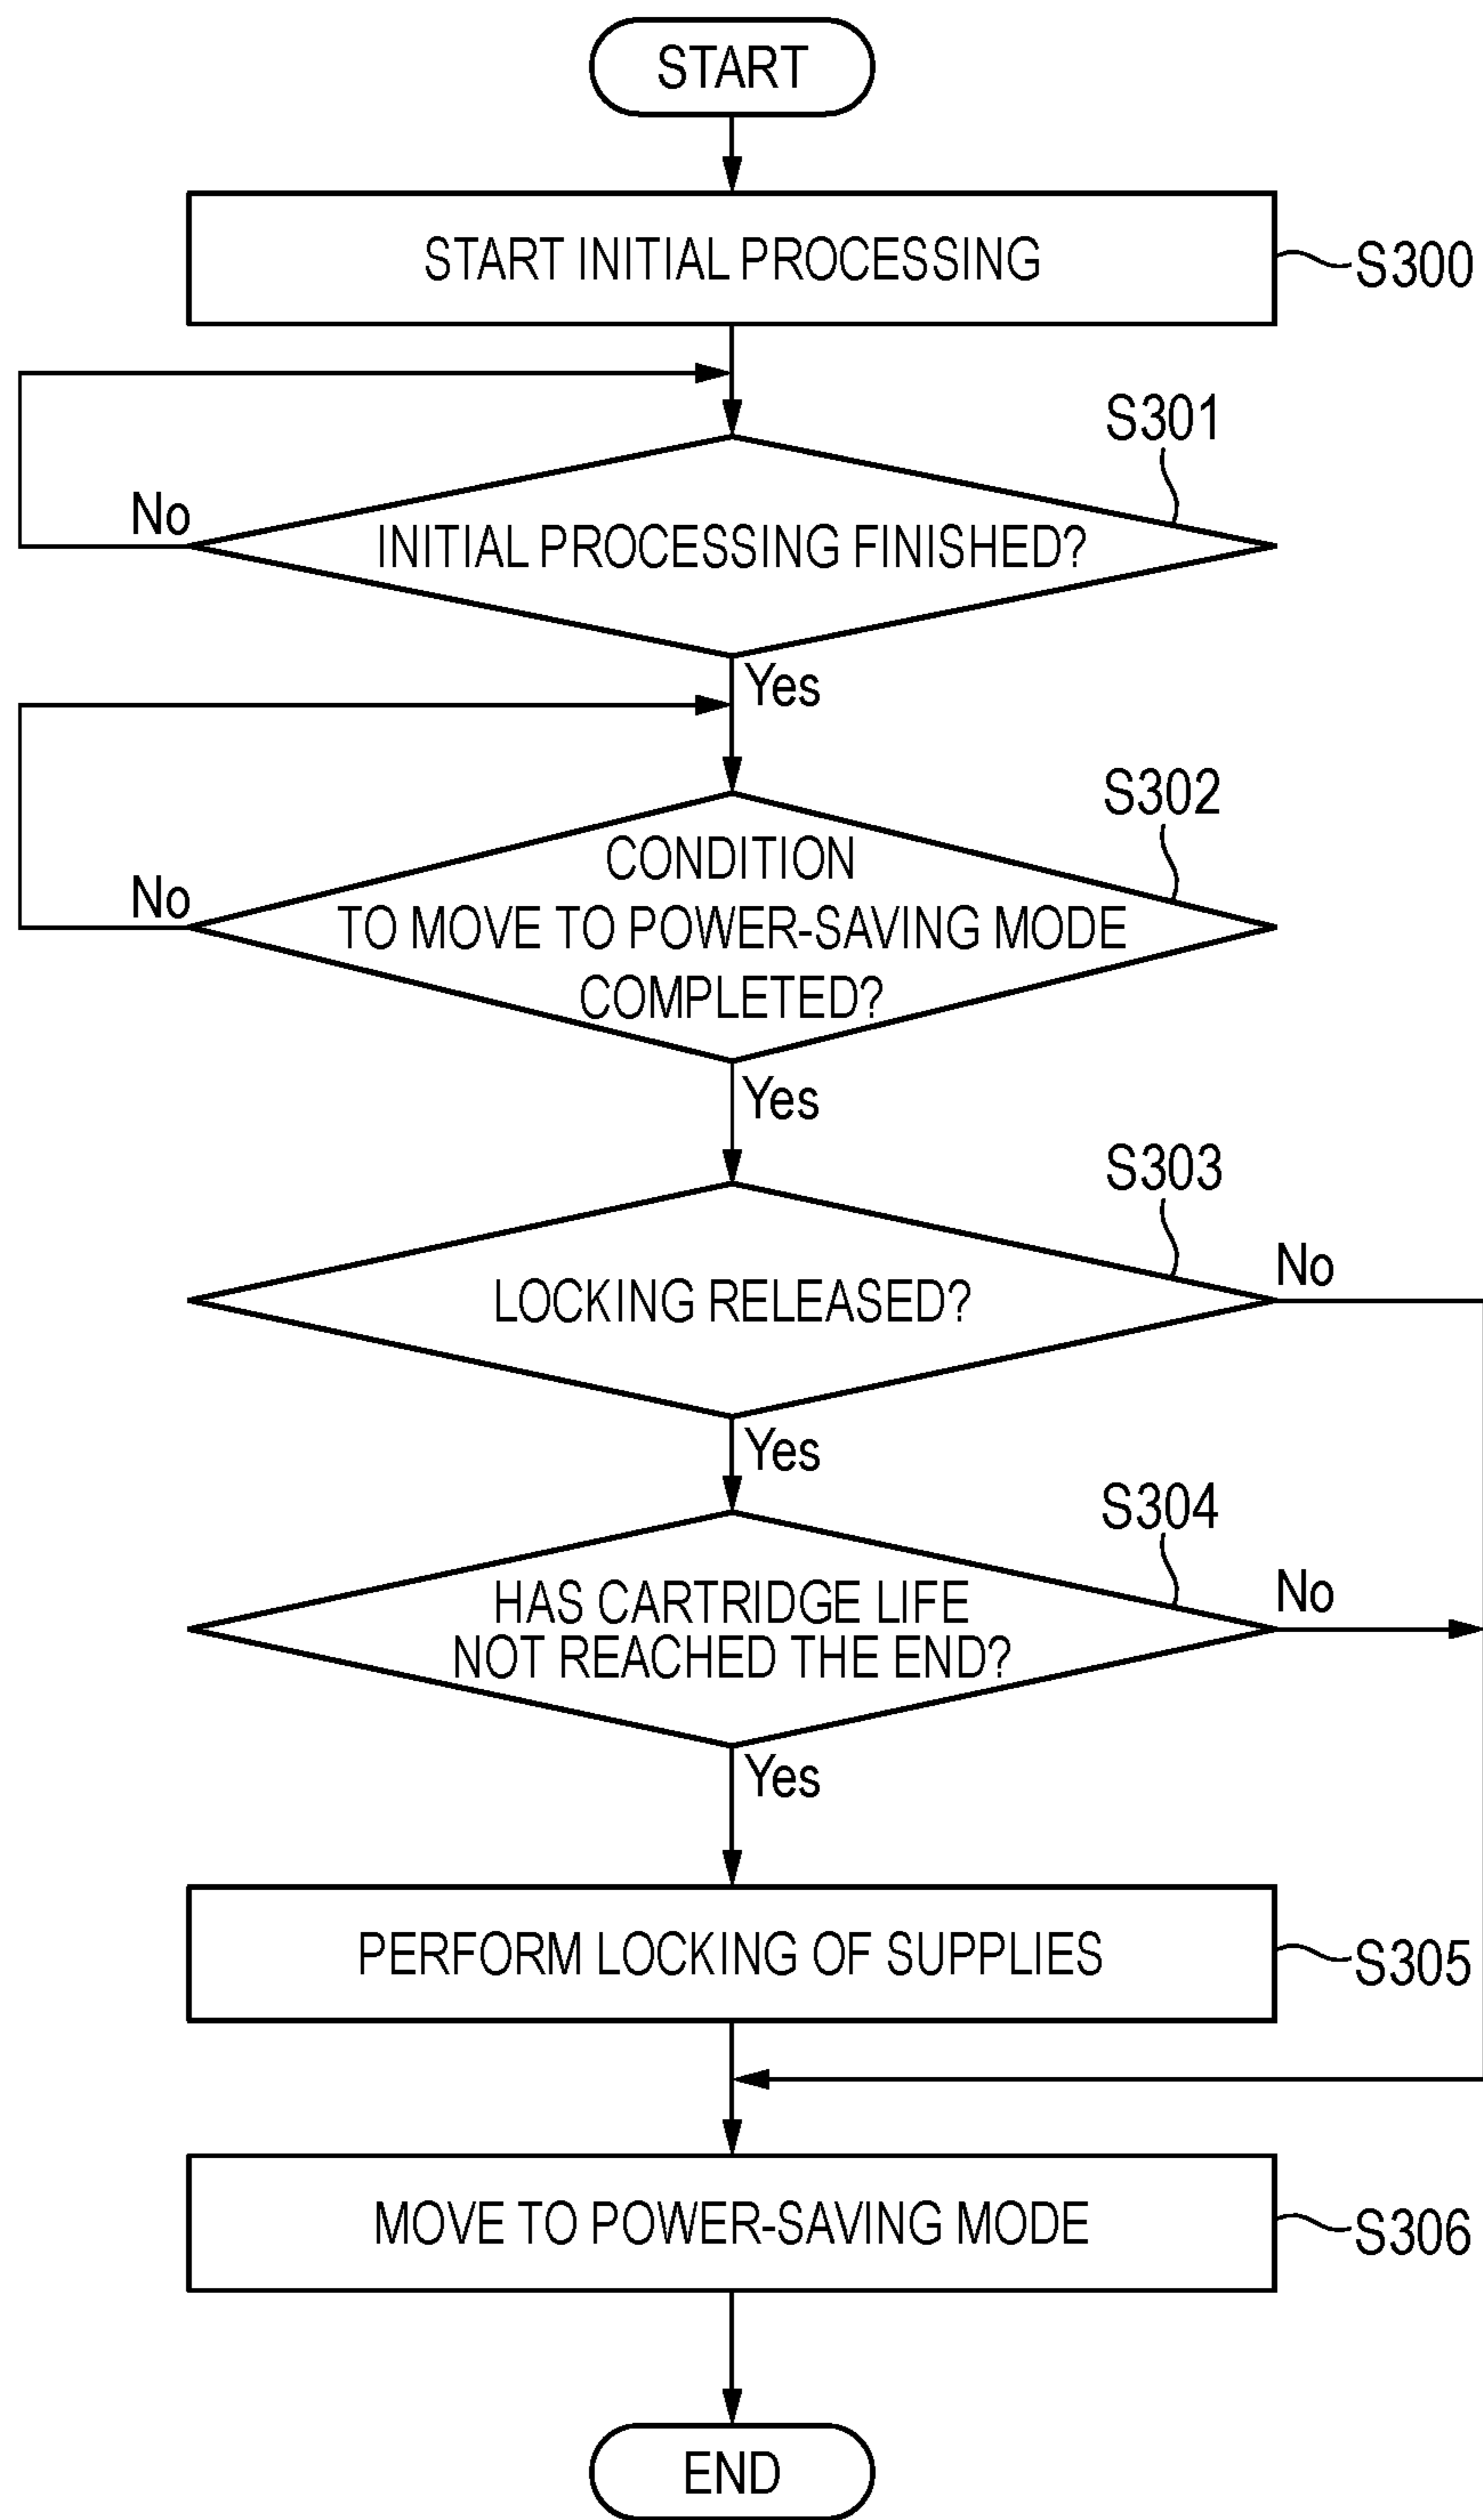 START
START INITIAL PROCESSING
S300
S301
No
INITIAL PROCESSING FINISHED?
Yes
S302
No
CONDITION
TO MOVE TO POWER-SAVING MODE
COMPLETED?
Yes
S303
No
LOCKING RELEASED?
Yes
S304
No
HAS CARTRIDGE LIFE
NOT REACHED THE END?
Yes
PERFORM LOCKING OF SUPPLIES
S305
MOVE TO POWER-SAVING MODE
S306
END